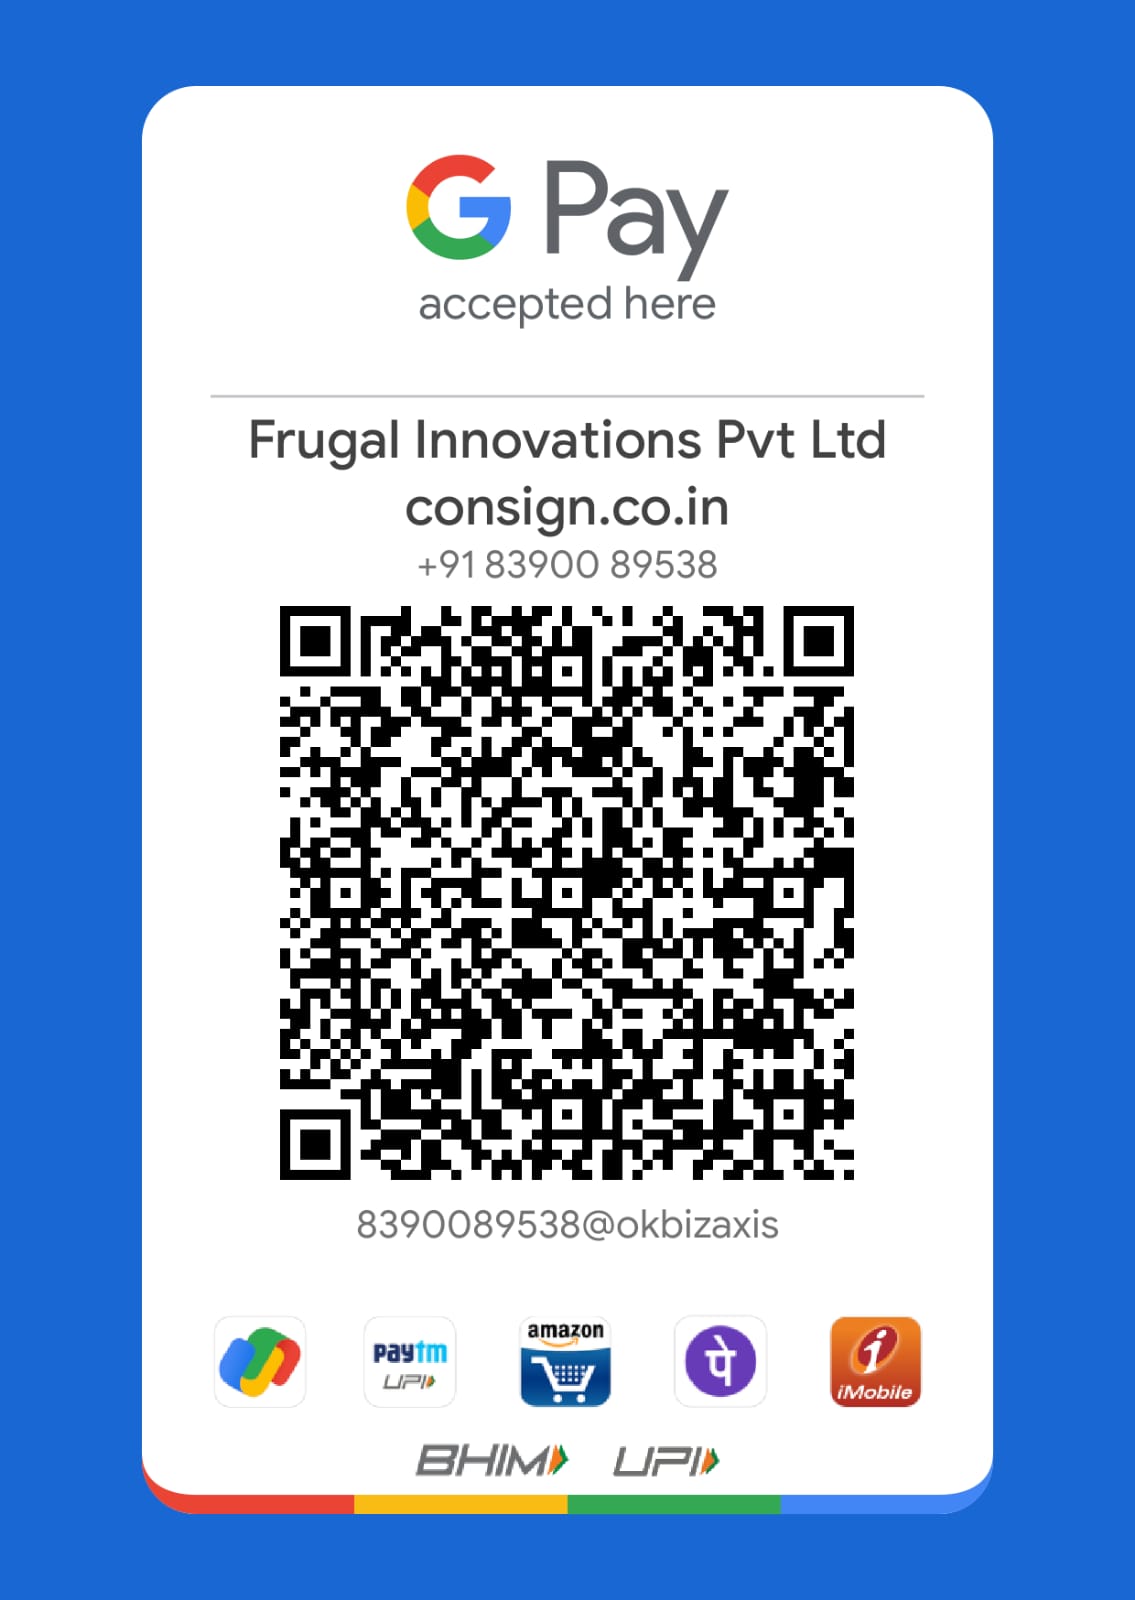 G Pay
accepted here
Frugal Innovations Pvt Ltd
consign.co.in
+91 83900 89538
8390089538@okbizaxis
paytm
UPI
amazon
पे
i
iMobile
BHIM UPI